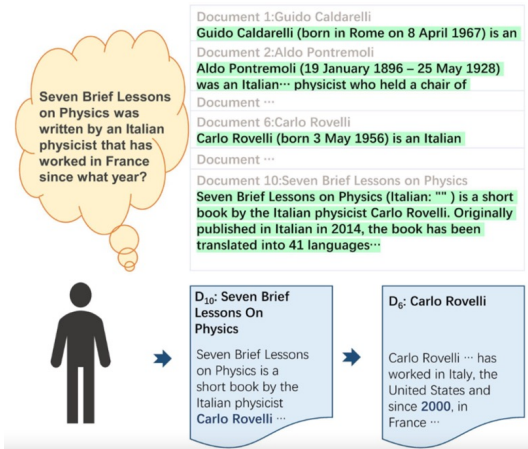 Seven Brief Lessons
on Physics was
written by an Italian
physicist that has
worked in France
since what year?
Document 1:Guido Caldarelli
Guido Caldarelli (born in Rome on 8 April 1967) is an
Document 2:Aldo Pontremoli
Aldo Pontremoli (19 January 1896 – 25 May 1928)
was an Italian··· physicist who held a chair of
Document ···
Document 6:Carlo Rovelli
Carlo Rovelli (born 3 May 1956) is an Italian
Document ···
Document 10:Seven Brief Lessons on Physics
Seven Brief Lessons on Physics (Italian: "" ) is a short
book by the Italian physicist Carlo Rovelli. Originally
published in Italian in 2014, the book has been
translated into 41 languages···
D₁₀: Seven Brief
Lessons On
Physics
Seven Brief Lessons
on Physics is a
short book by the
Italian physicist
Carlo Rovelli ···
D₆: Carlo Rovelli
Carlo Rovelli ··· has
worked in Italy, the
United States and
since 2000, in
France ···